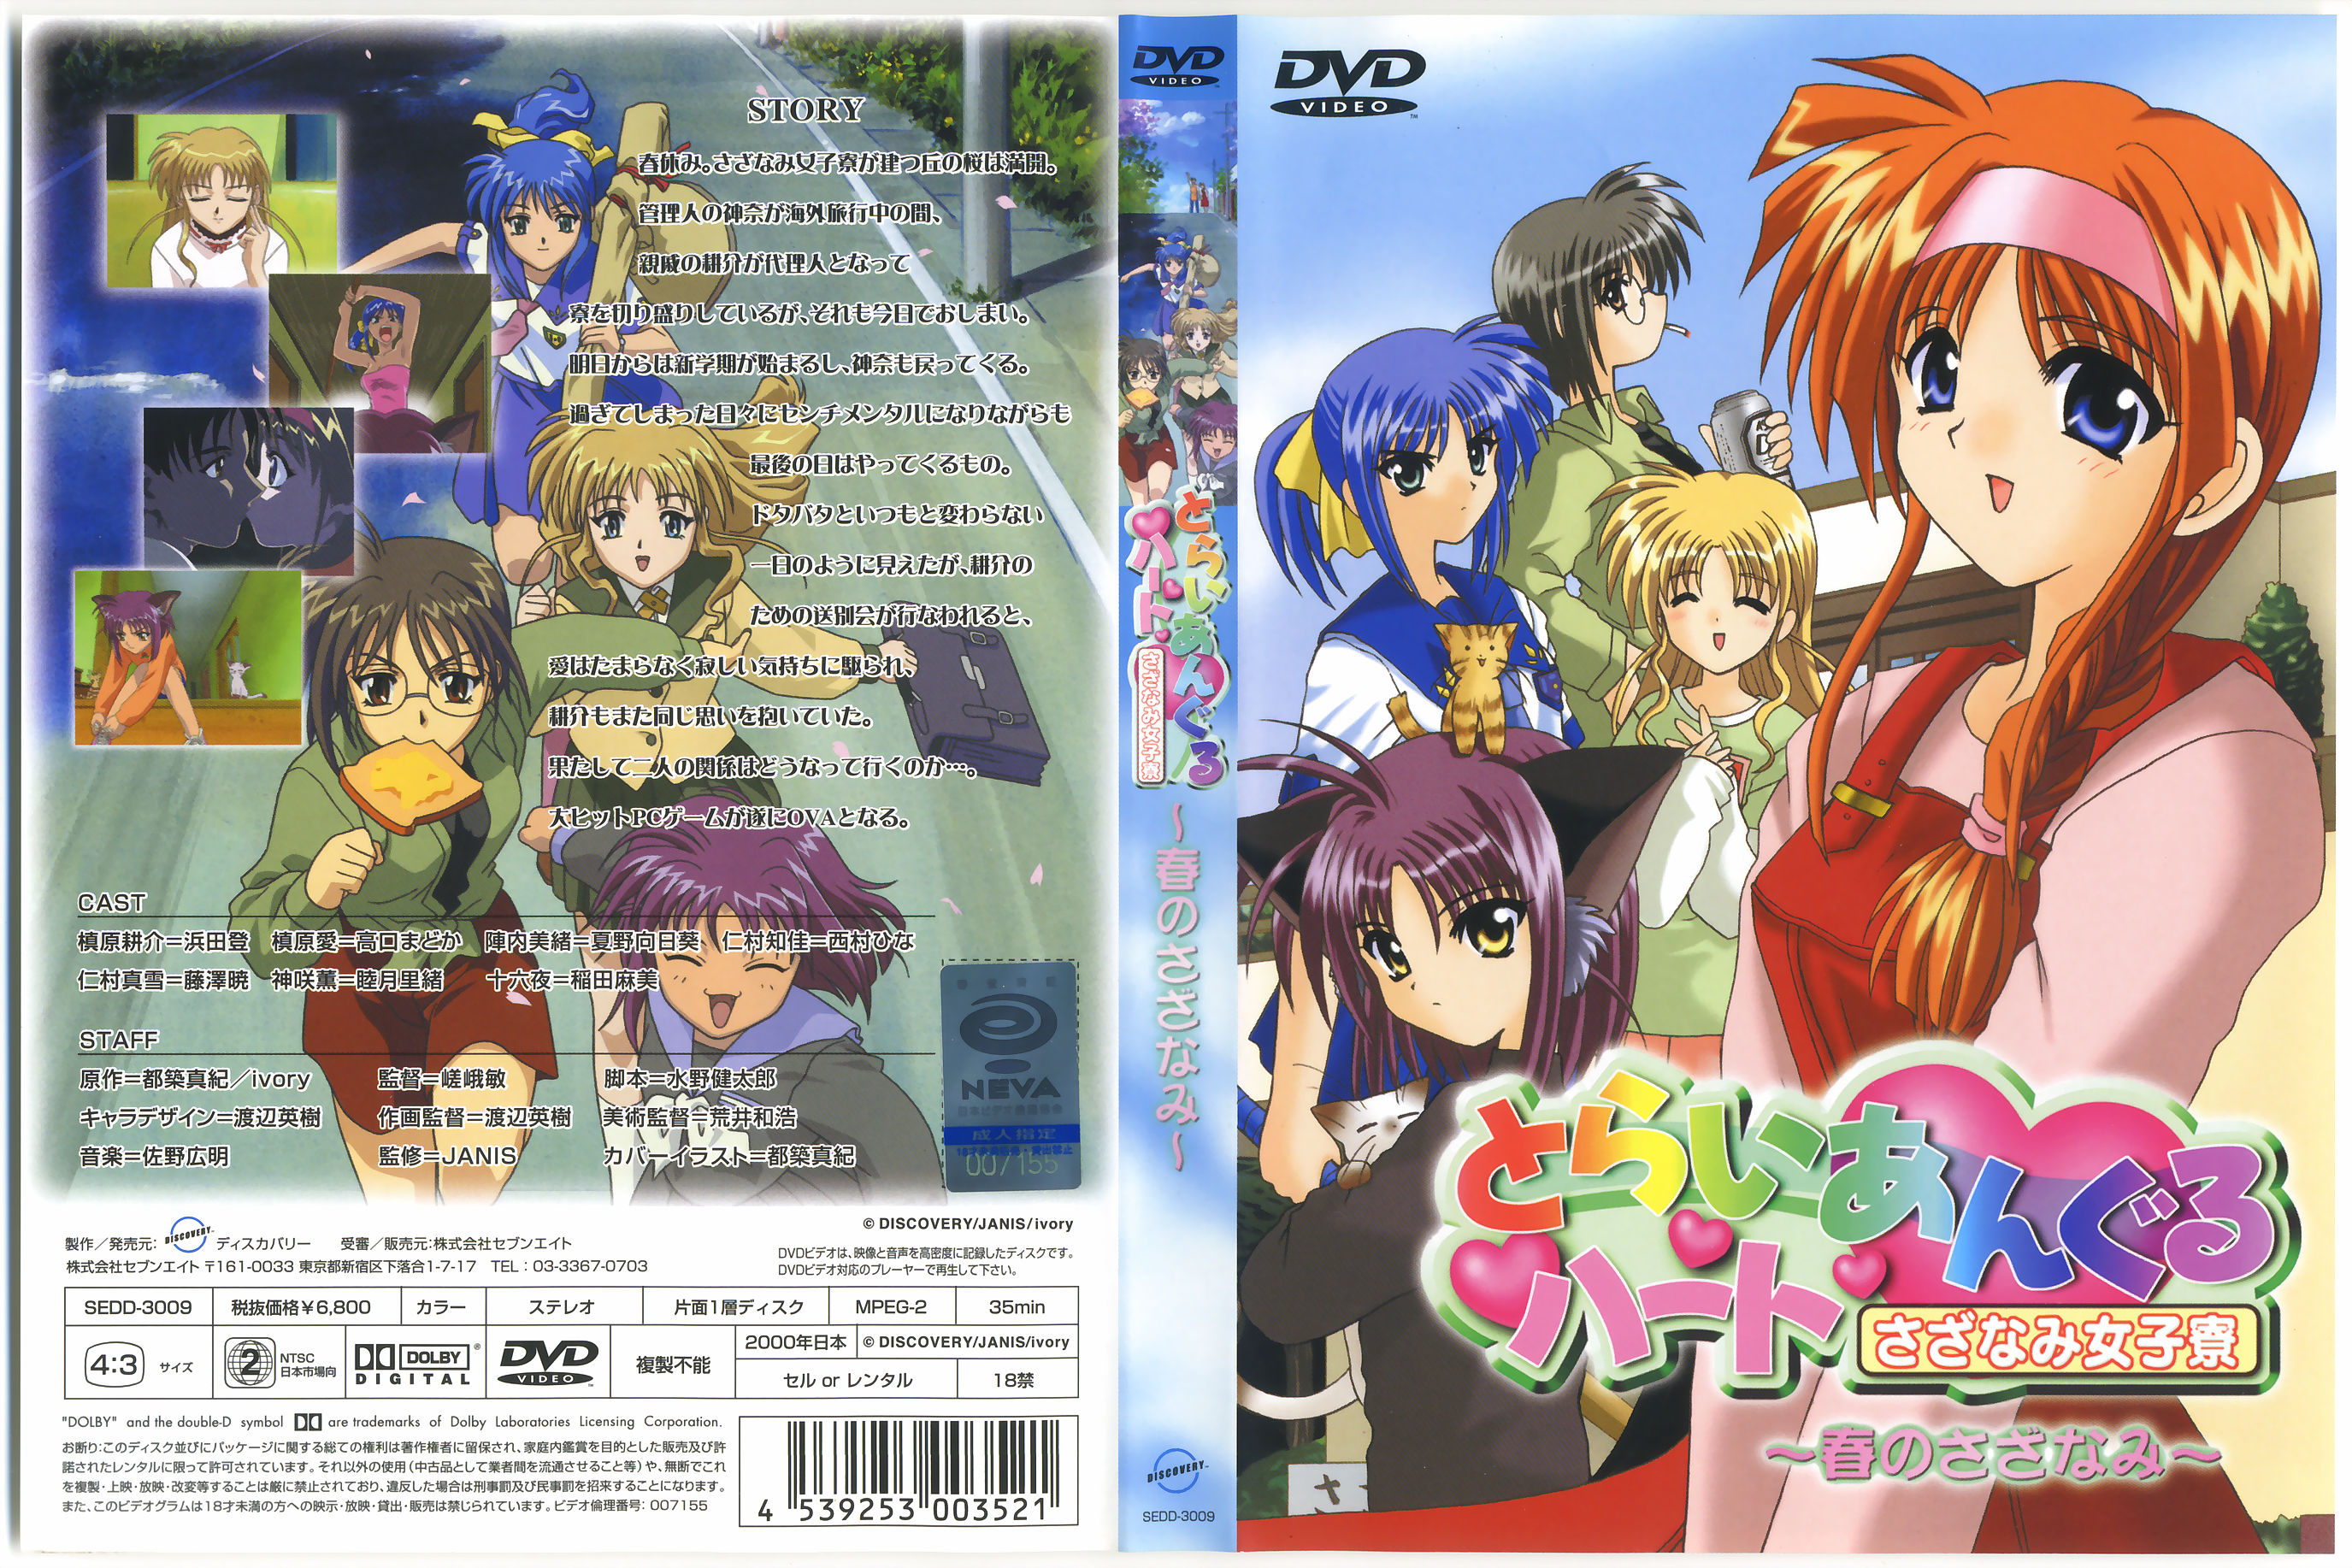 STORY
春休み。さざなみ女子寮が建つ丘の桜は満開。
管理人の神奈が海外旅行中の間、
親戚の耕介が代理人となって
寮を切り盛りしているが、それも今日でおしまい。
明日からは新学期が始まるし、神奈も戻ってくる。
過ぎてしまった日々にセンチメンタルになりながらも
最後の日はやってくるもの。
ドタバタといつもと変わらない
一日のように見えたが、耕介の
ための送別会が行なわれると、
愛はたまらなく寂しい気持ちに駆られ、
耕介もまた同じ思いを抱いていた。
果たして二人の関係はどうなって行くのか…。
大ヒットPCゲームが遂にOVAとなる。
CAST
槙原耕介=浜田登 槙原愛=高口まどか 陣内美緒=夏野向日葵 仁村知佳=西村ひな
仁村真雪=藤澤暁 神咲薫=睦月里緒 十六夜=稲田麻美
STAFF
原作=都築真紀/ivory 監督=嵯峨敏 脚本=水野健太郎
キャラデザイン=渡辺英樹 作画監督=渡辺英樹 美術監督=荒井和浩
音楽=佐野広明 監修=JANIS カバーイラスト=都築真紀
NEVA
成人指定
007155
© DISCOVERY/JANIS/ivory
製作/発売元: DISCOVERY ディスカバリー 受審/販売元:株式会社セブンエイト
株式会社セブンエイト 〒161-0033 東京都新宿区下落合1-7-17 TEL:03-3367-0703
DVDビデオは、映像と音声を高密度に記録したディスクです。
DVDビデオ対応のプレーヤーで再生して下さい。
SEDD-3009 税抜価格¥6,800 カラー ステレオ 片面1層ディスク MPEG-2 35min
4:3 サイズ 2 NTSC 日本市場向 DOLBY DIGITAL DVD VIDEO 複製不能
2000年日本 © DISCOVERY/JANIS/ivory
セル or レンタル 18禁
"DOLBY" and the double-D symbol are trademarks of Dolby Laboratories Licensing Corporation.
お断り:このディスク並びにパッケージに関する総ての権利は著作権者に留保され、家庭内鑑賞を目的とした販売及び許
諾されたレンタルに限って許可されています。それ以外の使用(中古品として業者間を流通させること等)や、無断でこれ
を複製・上映・放映・改変等することは厳に禁止されており、違反した場合は刑事罰及び民事罰を招来することになります。
また、このビデオグラムは18才未満の方への映示・放映・貸出・販売は禁じられています。ビデオ倫理番号: 007155
4 539253 003521
DVD
VIDEO
とらいあんぐる
ハート
さざなみ女子寮
~春のさざなみ~
DISCOVERY
SEDD-3009
DVD
VIDEO
とらいあんぐる
ハート
さざなみ女子寮
~春のさざなみ~